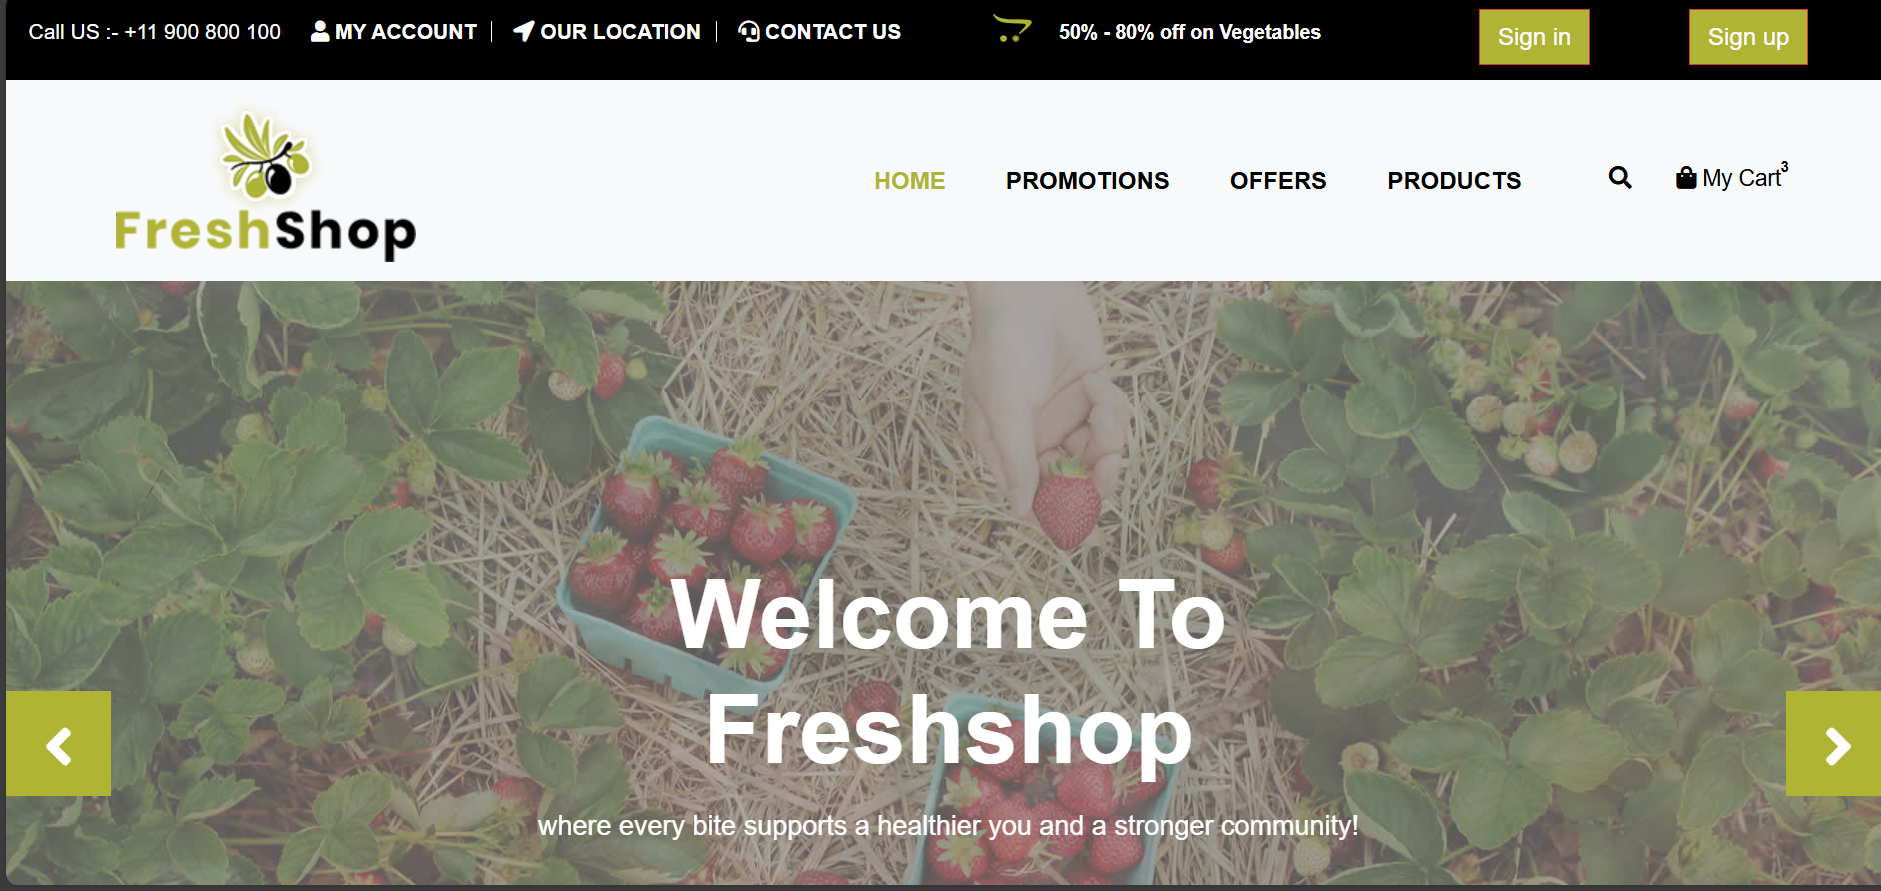 Call US :- +11 900 800 100 MY ACCOUNT OUR LOCATION CONTACT US 50% - 80% off on Vegetables Sign in Sign up
FreshShop
HOME PROMOTIONS OFFERS PRODUCTS My Cart 3
Welcome To
Freshshop
where every bite supports a healthier you and a stronger community!